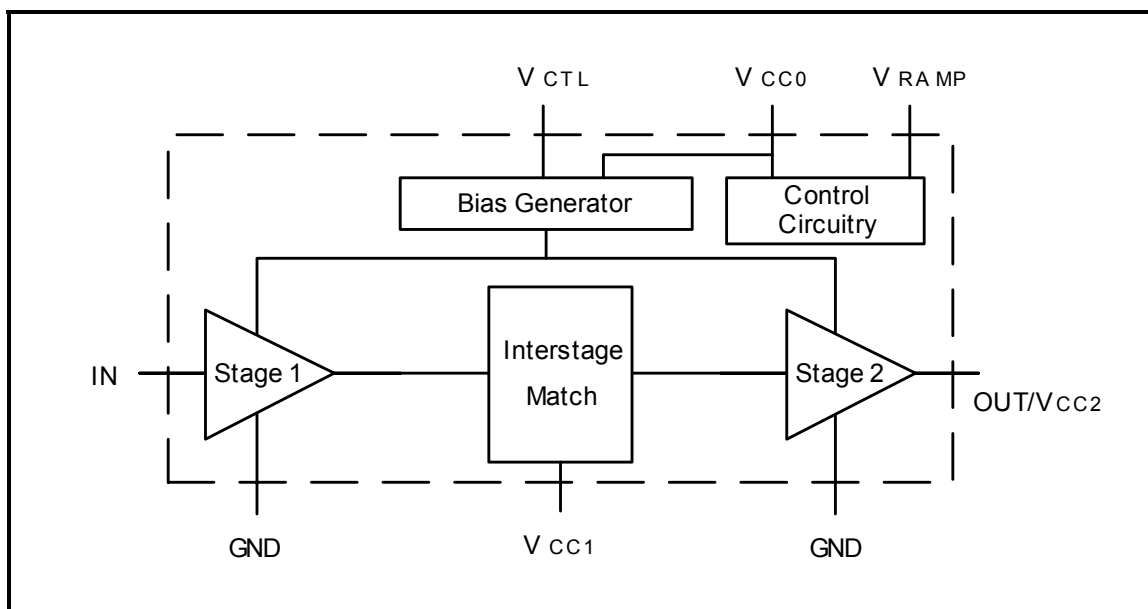 V CTL
V CC0
V RAMP
Bias Generator
Control
Circuitry
IN
Stage 1
Interstage
Match
Stage 2
OUT/VCC2
GND
V CC1
GND